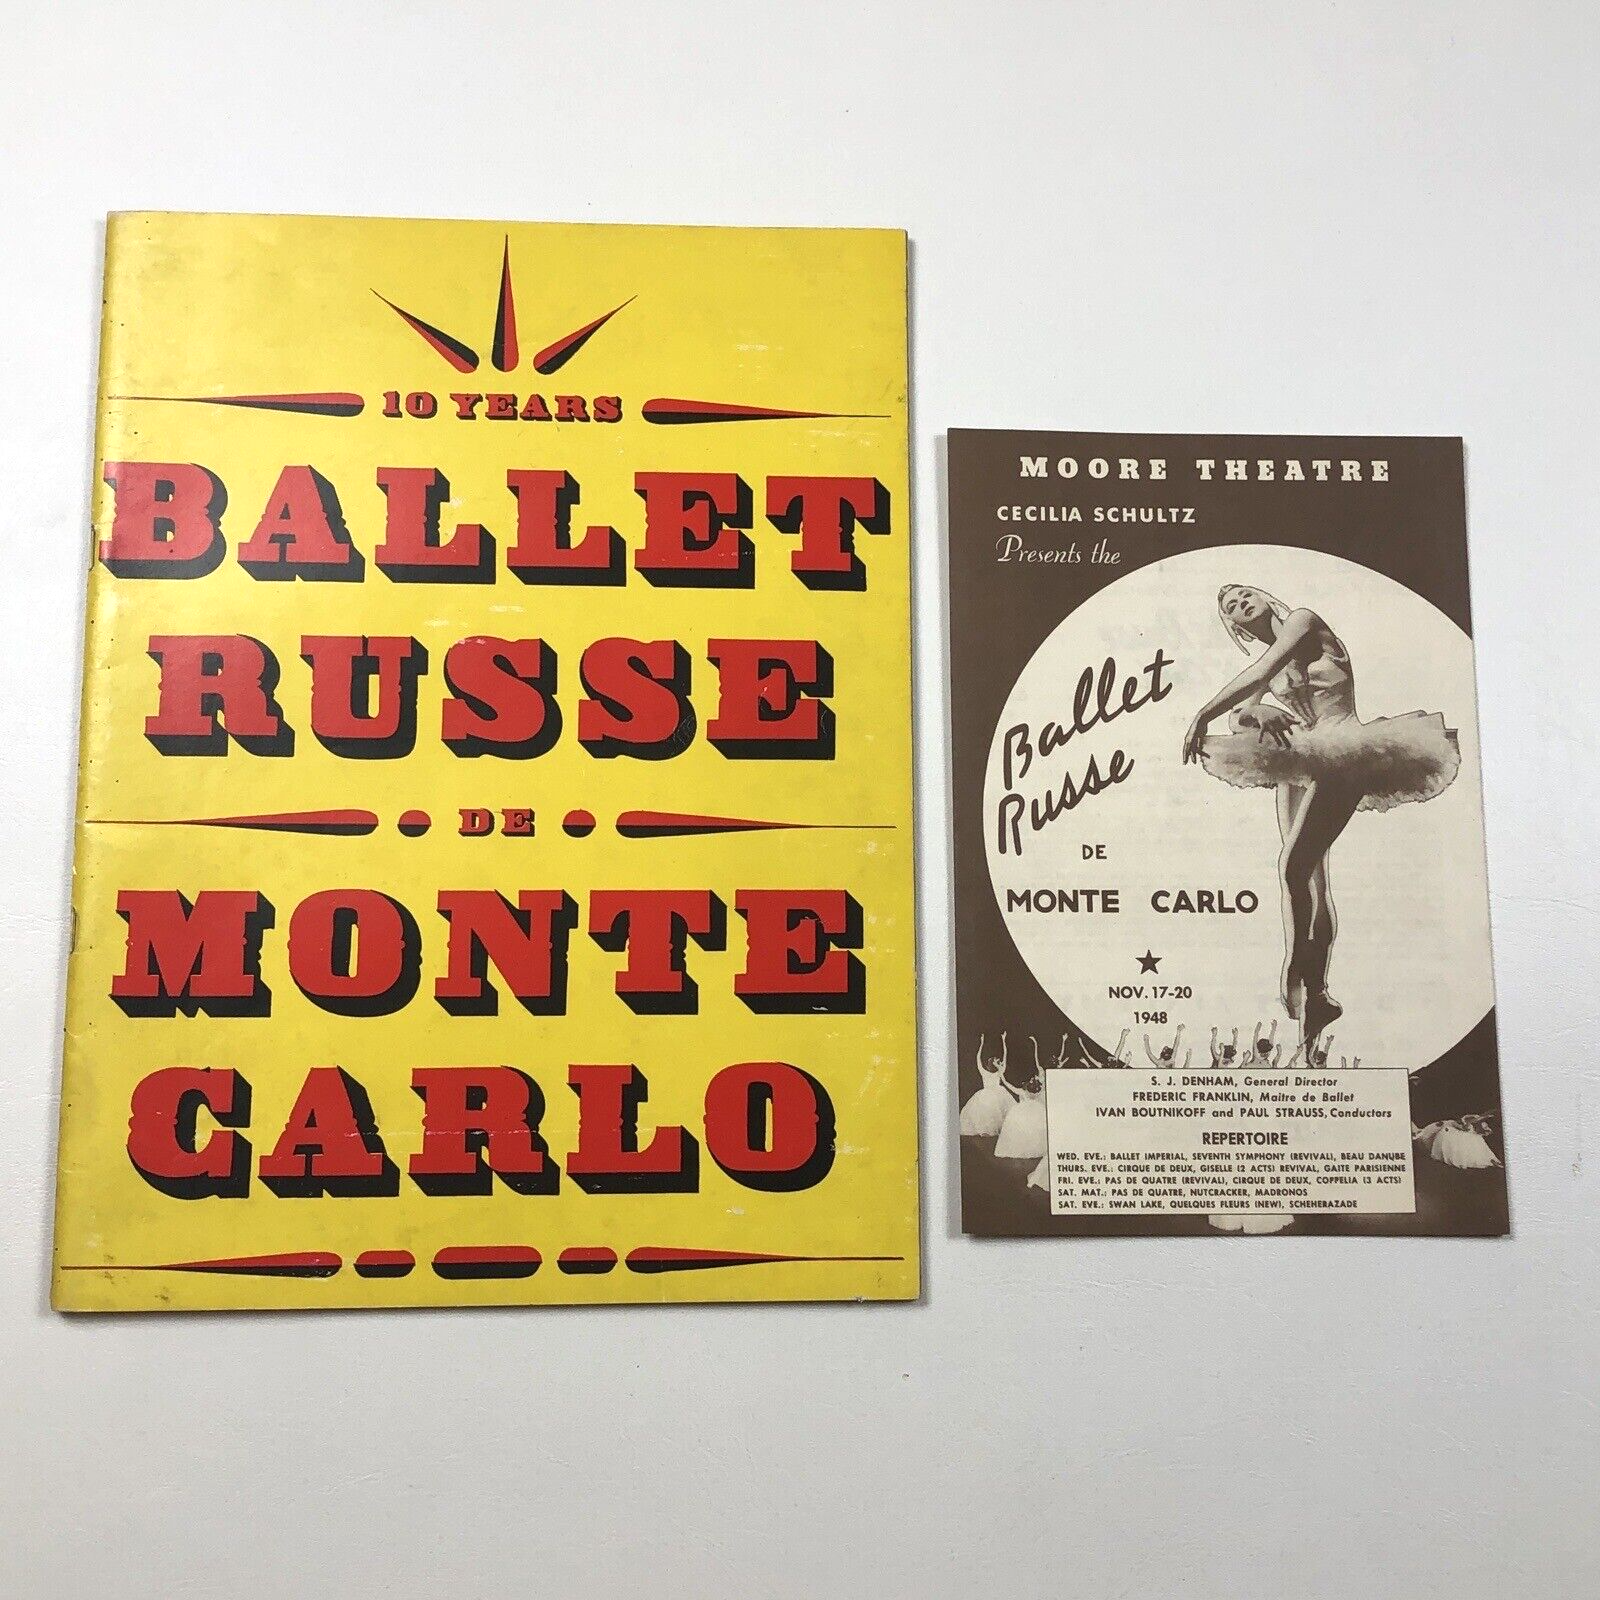 10 YEARS
BALLET
RUSSE
DE
MONTE
CARLO
MOORE THEATRE
CECILIA SCHULTZ
Presents the
Ballet
Russe
DE
MONTE CARLO
NOV. 17-20
1948
S. J. DENHAM, General Director
FREDERIC FRANKLIN, Maitre de Ballet
IVAN BOUTNIKOFF and PAUL STRAUSS, Conductors
REPERTOIRE
WED. EVE.: BALLET IMPERIAL, SEVENTH SYMPHONY (REVIVAL), BEAU DANUBE
THURS. EVE.: CIRQUE DE DEUX, GISELLE (2 ACTS) REVIVAL, GAITE PARISIENNE
FRI. EVE.: PAS DE QUATRE (REVIVAL), CIRQUE DE DEUX, COPPELIA (3 ACTS)
SAT. MAT.: PAS DE QUATRE, NUTCRACKER, MADRONOS
SAT. EVE.: SWAN LAKE, QUELQUES FLEURS (NEW), SCHEHERAZADE